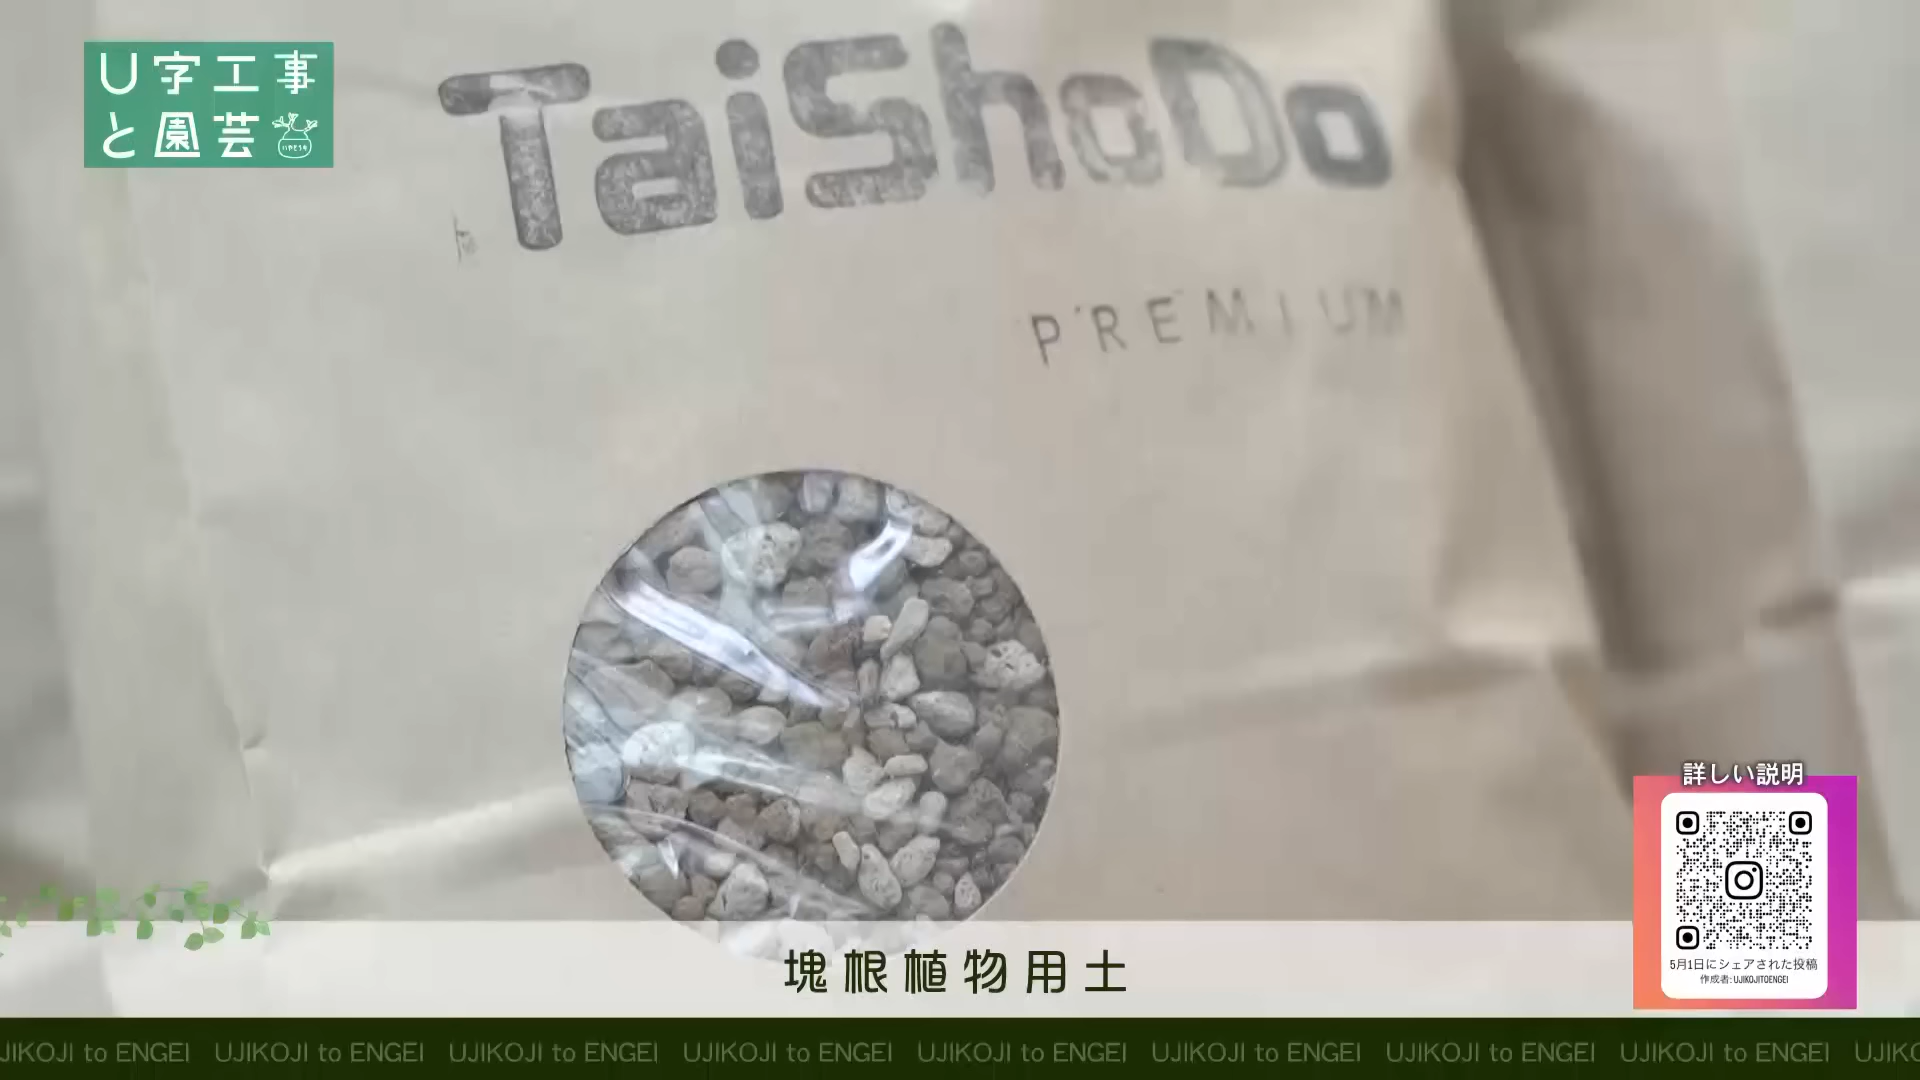 U字工事
と園芸
TaiShoDo
PREMIUM
詳しい説明
5月1日にシェアされた投稿
作成者: UJIKOJITOENGEI
塊根植物用土
JIKOJI to ENGEI UJIKOJI to ENGEI UJIKOJI to ENGEI UJIKOJI to ENGEI UJIKOJI to ENGEI UJIKOJI to ENGEI UJIKOJI to ENGEI UJIKOJI to ENGEI UJIKO